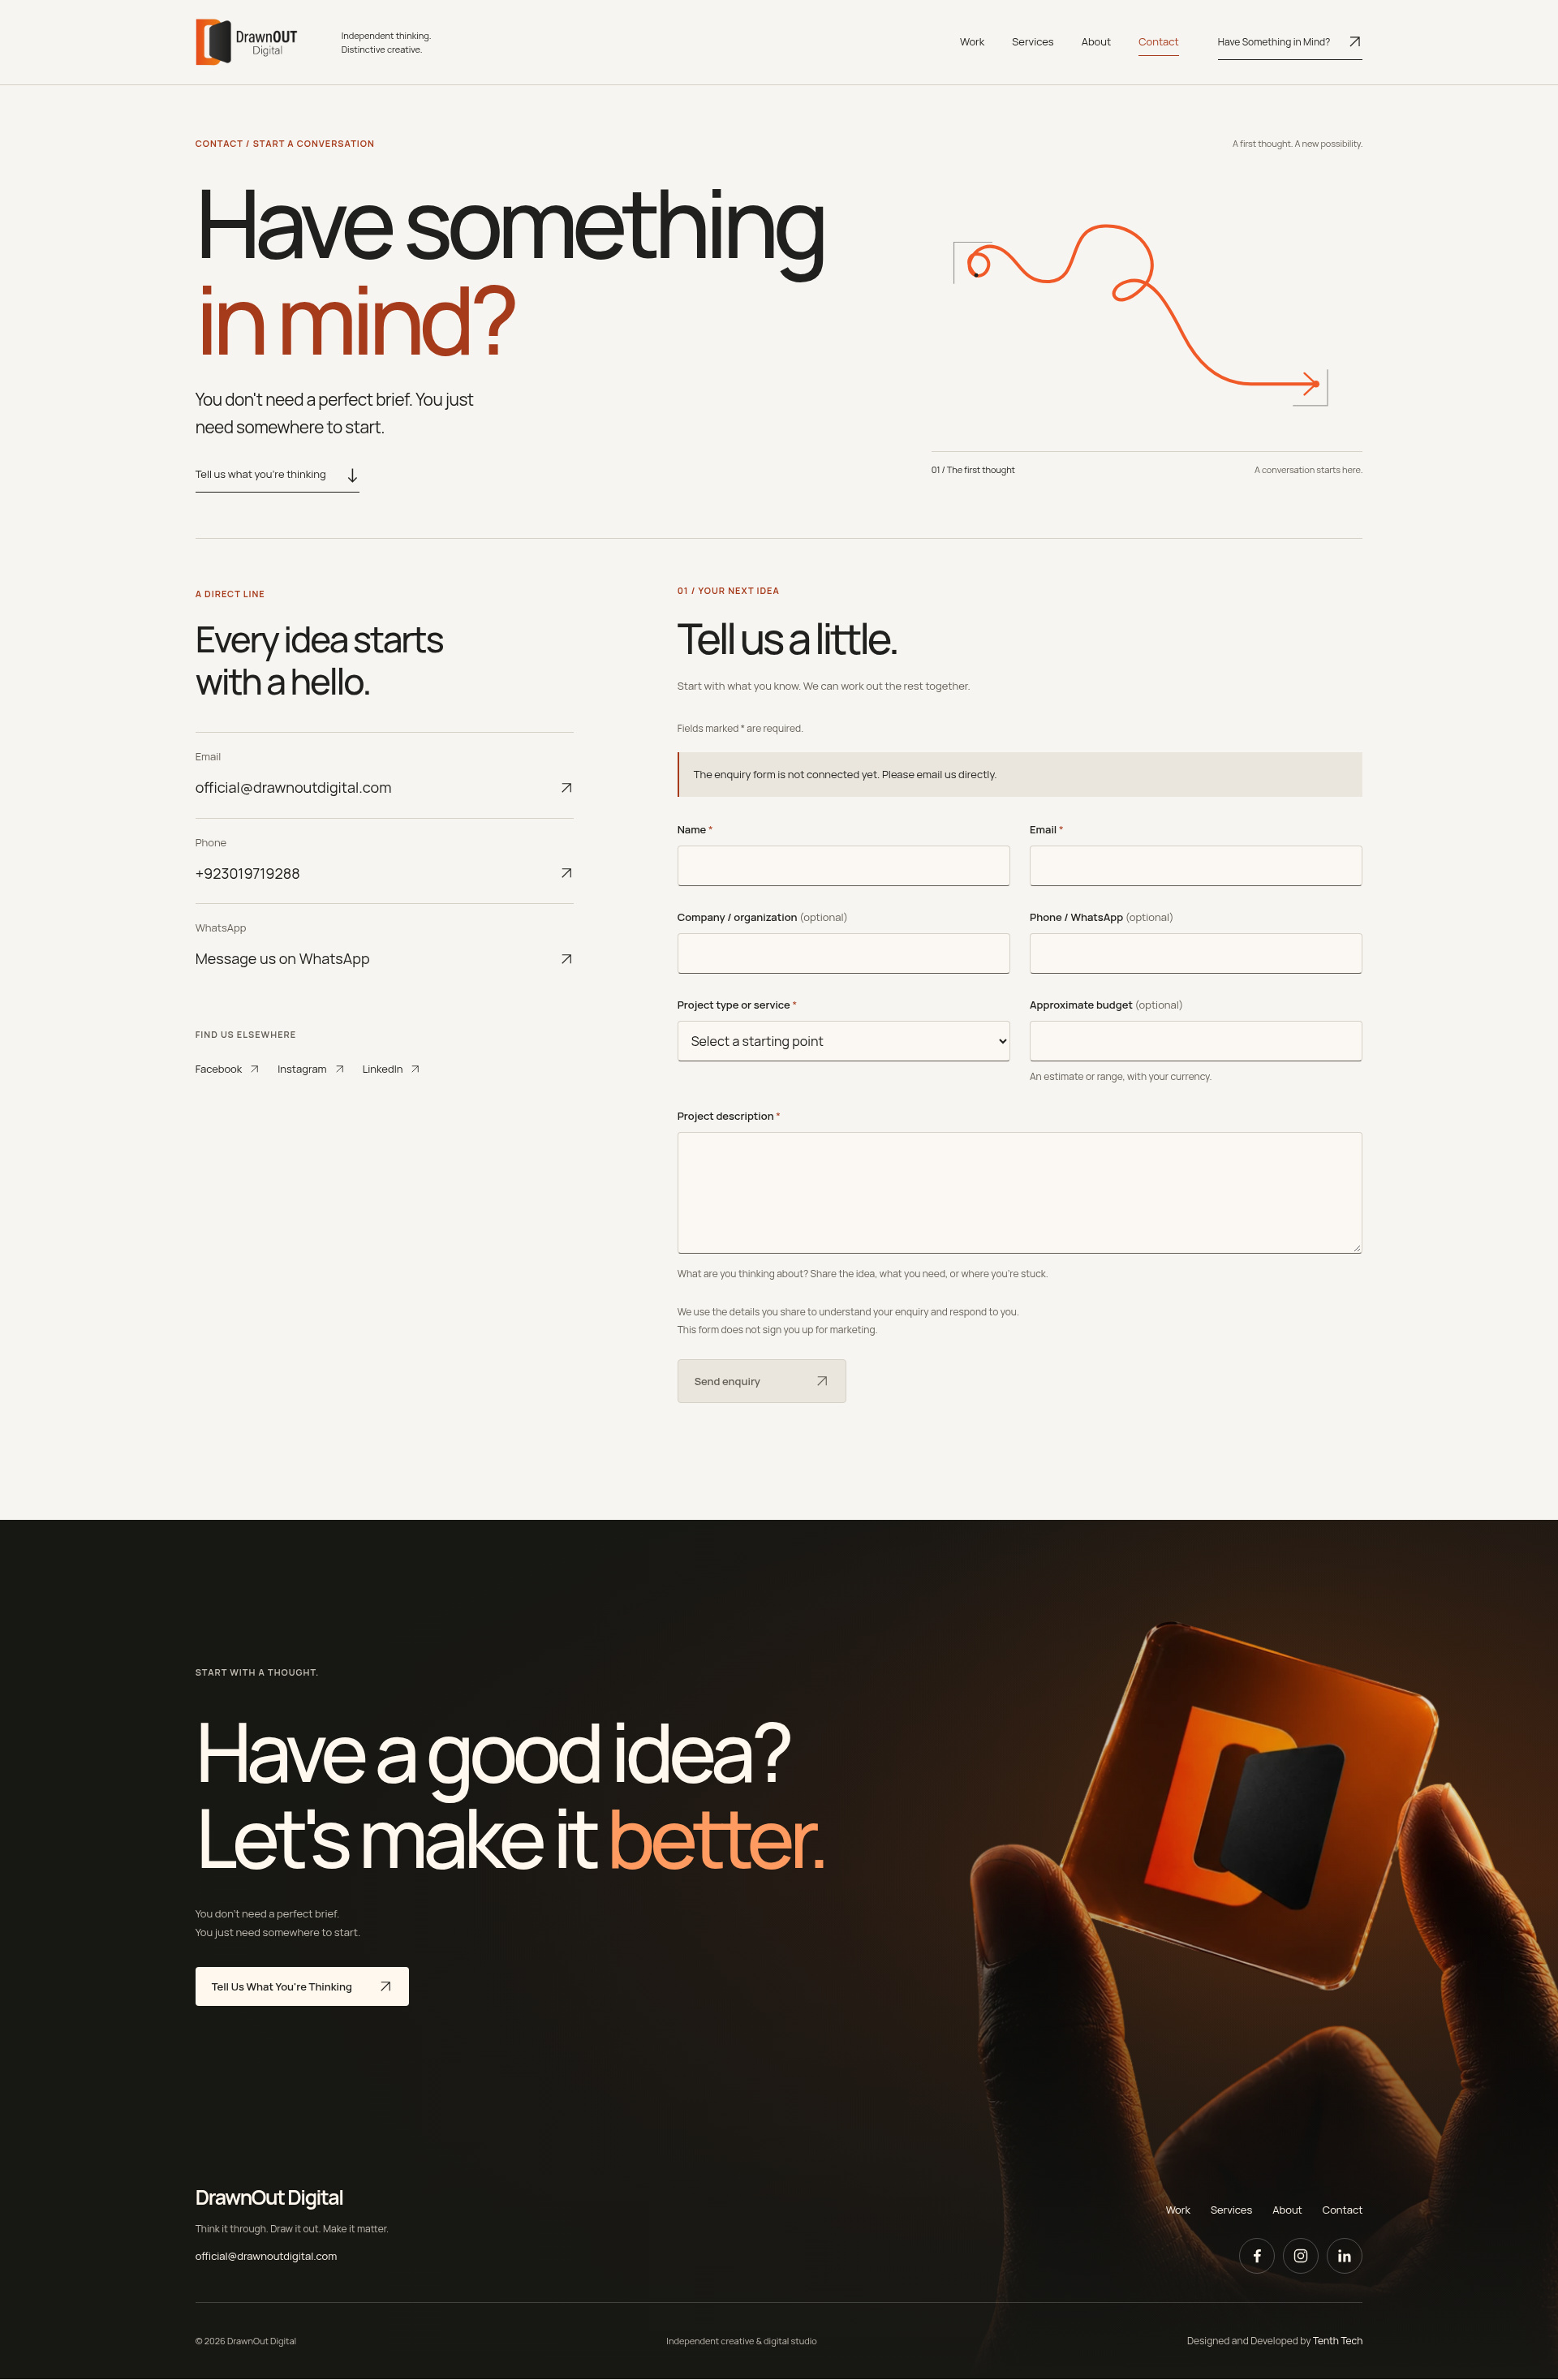 DrawnOUT
Digital
Independent thinking.
Distinctive creative.
Work
Services
About
Contact
Have Something in Mind?
CONTACT / START A CONVERSATION
A first thought. A new possibility.
Have something
in mind?
You don't need a perfect brief. You just
need somewhere to start.
Tell us what you're thinking
01 / The first thought
A conversation starts here.
A DIRECT LINE
Every idea starts
with a hello.
Email
official@drawnoutdigital.com
Phone
+923019719288
WhatsApp
Message us on WhatsApp
FIND US ELSEWHERE
Facebook
Instagram
LinkedIn
01 / YOUR NEXT IDEA
Tell us a little.
Start with what you know. We can work out the rest together.
Fields marked * are required.
The enquiry form is not connected yet. Please email us directly.
Name *
Email *
Company / organization (optional)
Phone / WhatsApp (optional)
Project type or service *
Select a starting point
Approximate budget (optional)
An estimate or range, with your currency.
Project description *
What are you thinking about? Share the idea, what you need, or where you're stuck.
We use the details you share to understand your enquiry and respond to you.
This form does not sign you up for marketing.
Send enquiry
START WITH A THOUGHT.
Have a good idea?
Let's make it better.
You don't need a perfect brief.
You just need somewhere to start.
Tell Us What You're Thinking
DrawnOut Digital
Think it through. Draw it out. Make it matter.
official@drawnoutdigital.com
Work
Services
About
Contact
© 2026 DrawnOut Digital
Independent creative & digital studio
Designed and Developed by Tenth Tech